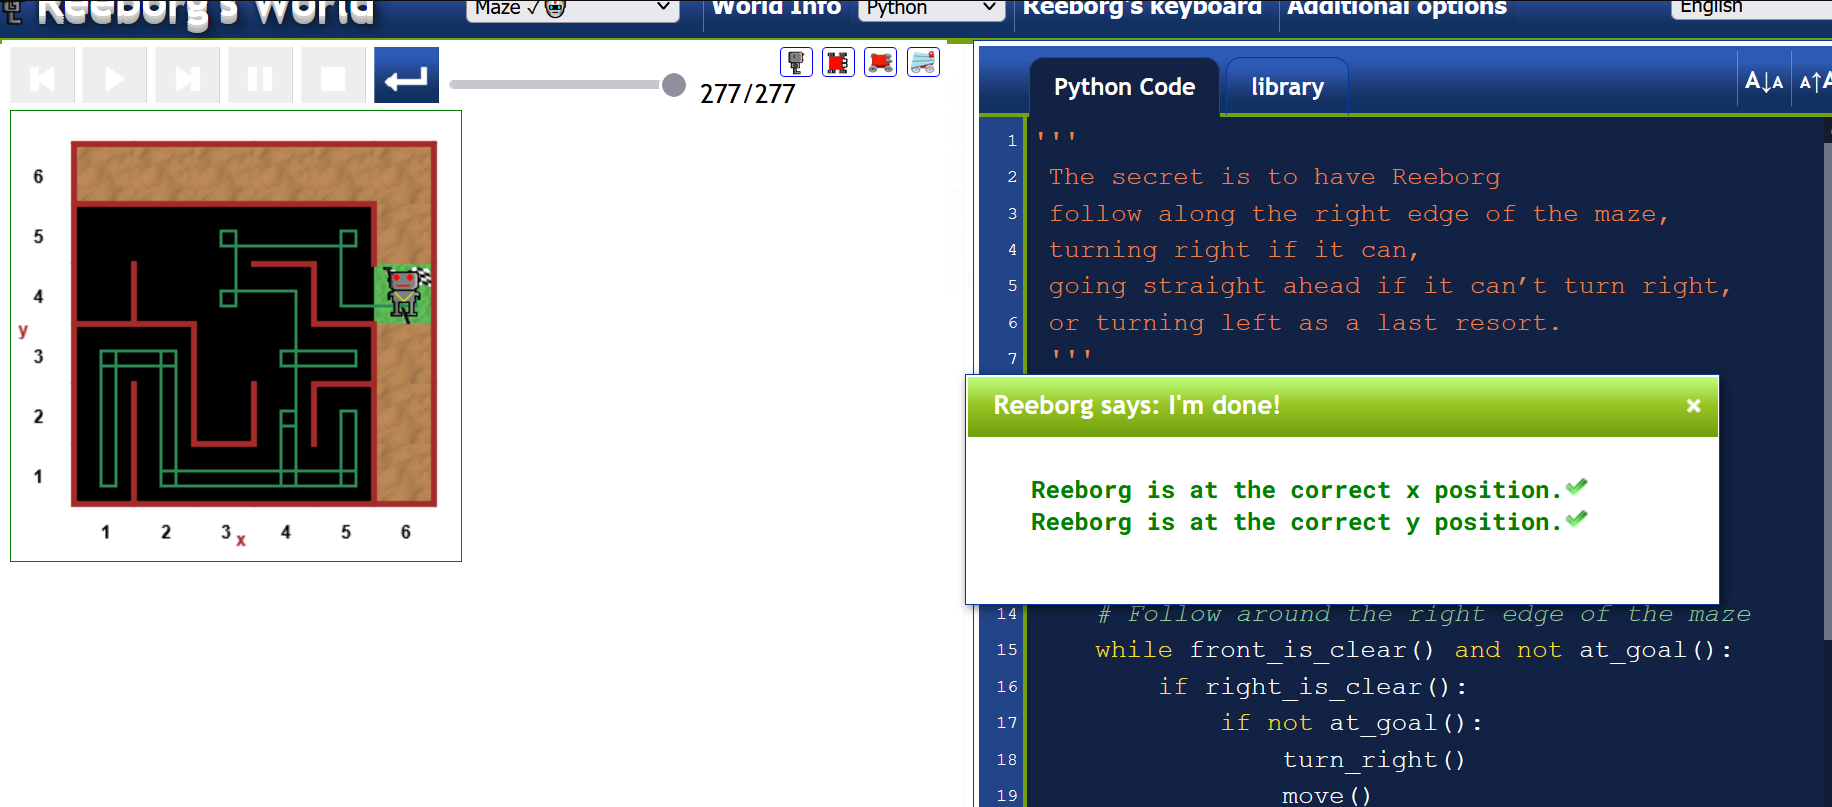 Reeborg's World
Maze ✓
World Info
Python
Reeborg's keyboard
Additional options
English
277/277
Python Code
library
A↓A
A↑A
6
5
4
y
3
2
1
1 2 3 x 4 5 6
1 '''
2 The secret is to have Reeborg
3 follow along the right edge of the maze,
4 turning right if it can,
5 going straight ahead if it can’t turn right,
6 or turning left as a last resort.
7 '''
Reeborg says: I'm done!
×
Reeborg is at the correct x position.✓
Reeborg is at the correct y position.✓
14 # Follow around the right edge of the maze
15 while front_is_clear() and not at_goal():
16 if right_is_clear():
17 if not at_goal():
18 turn_right()
19 move()